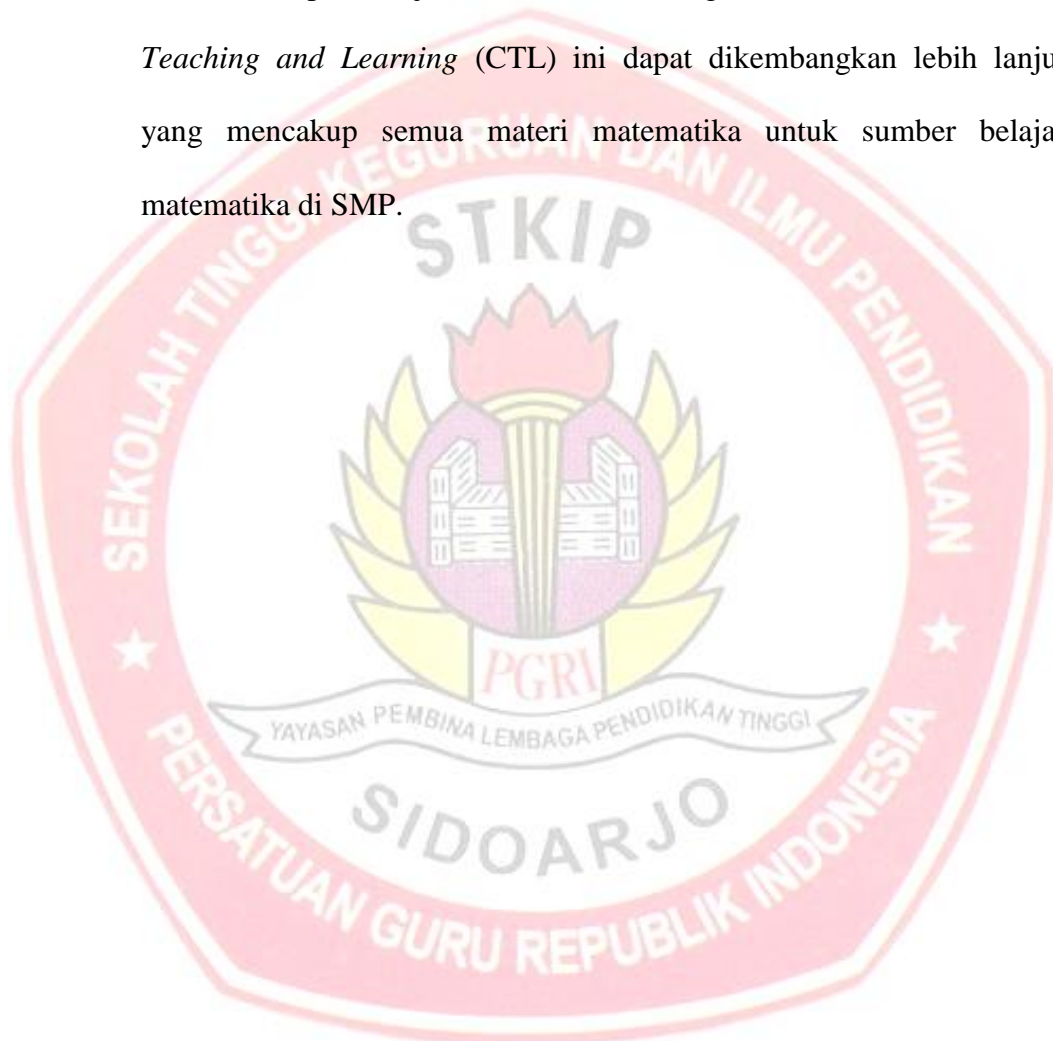 Teaching and Learning (CTL) ini dapat dikembangkan lebih lanju
yang mencakup semua materi matematika untuk sumber belaja
matematika di SMP.
SEKOLAH TINGGI KEGURUAN DAN ILMU PENDIDIKAN
STKIP
PGRI
YAYASAN PEMBINA LEMBAGA PENDIDIKAN TINGGI
SIDOARJO
PERSATUAN GURU REPUBLIK INDONESIA